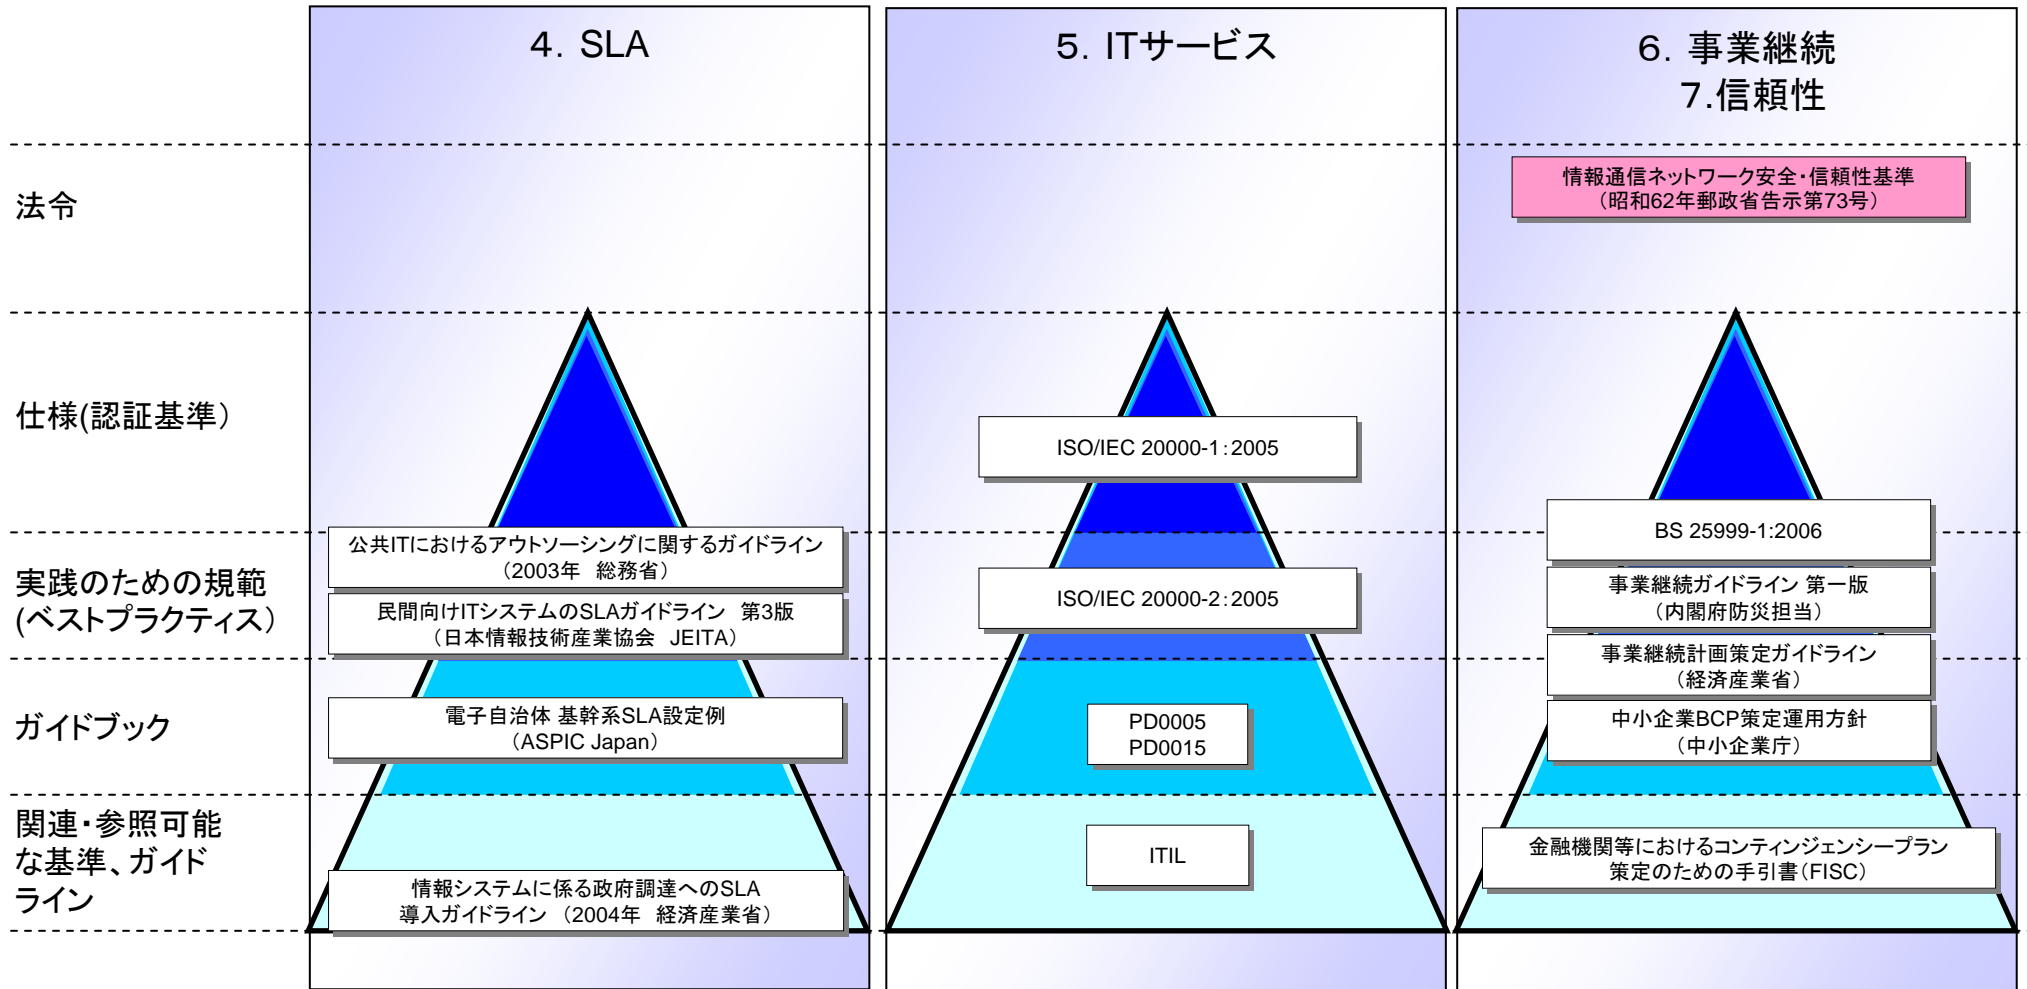 4．SLA
5．ITサービス
6．事業継続
7.信頼性
法令
情報通信ネットワーク安全・信頼性基準
（昭和62年郵政省告示第73号）
仕様(認証基準）
ISO/IEC 20000-1：2005
BS 25999-1:2006
実践のための規範
(ベストプラクティス）
公共ITにおけるアウトソーシングに関するガイドライン
（2003年　総務省）
民間向けITシステムのSLAガイドライン　第3版
（日本情報技術産業協会　JEITA）
ISO/IEC 20000-2：2005
事業継続ガイドライン 第一版
（内閣府防災担当）
事業継続計画策定ガイドライン
（経済産業省）
ガイドブック
電子自治体 基幹系SLA設定例
（ASPIC Japan）
PD0005
PD0015
中小企業BCP策定運用方針
（中小企業庁）
関連・参照可能
な基準、ガイド
ライン
情報システムに係る政府調達へのSLA
導入ガイドライン　（2004年　経済産業省）
ITIL
金融機関等におけるコンティンジェンシープラン
策定のための手引書（FISC）